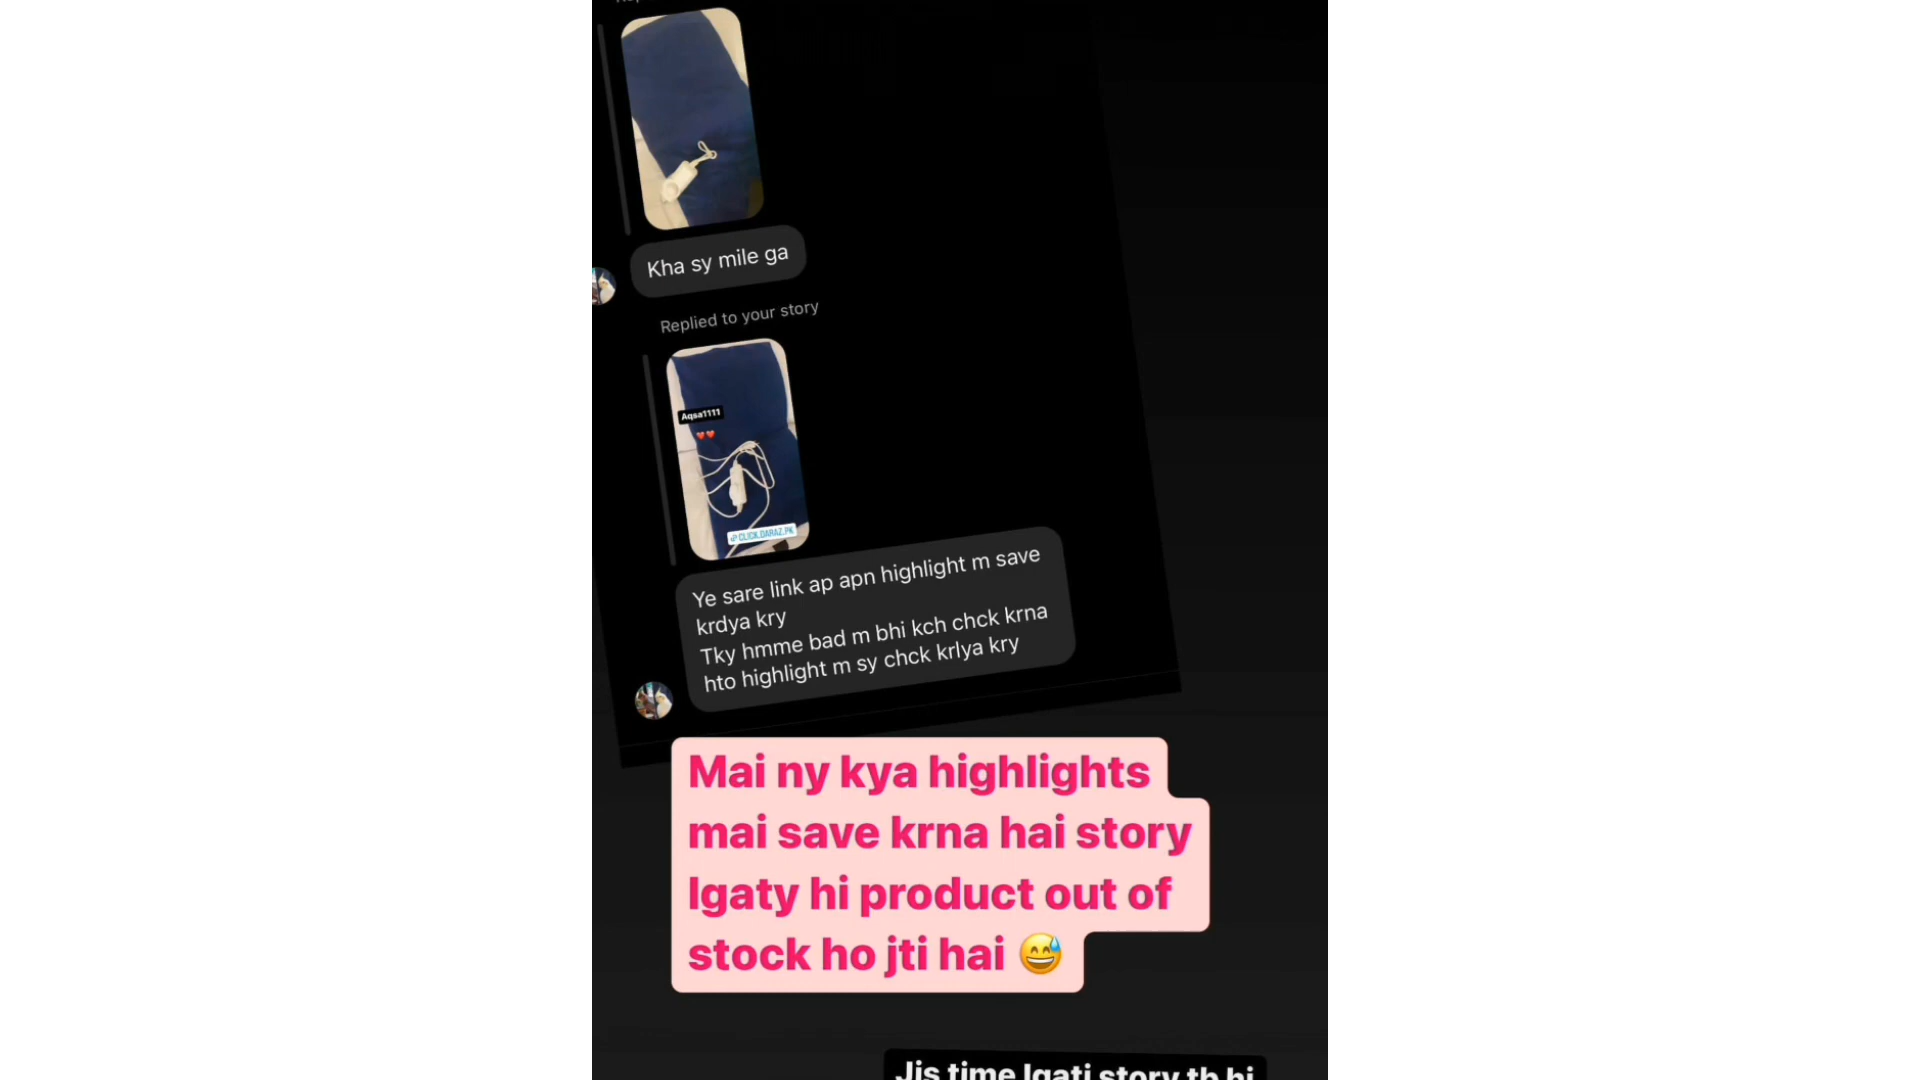 Kha sy mile ga
Replied to your story
Aqsa1111
CLICK.DARAZ.PK
Ye sare link ap apn highlight m save
krdya kry
Tky hmme bad m bhi kch chck krna
hto highlight m sy chck krlya kry
Mai ny kya highlights
mai save krna hai story
lgaty hi product out of
stock ho jti hai 😅
Jis time lgati story tb hi